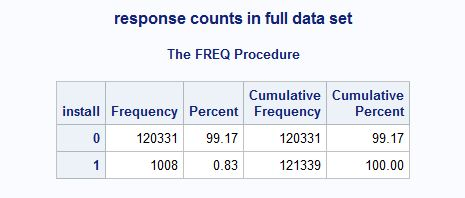 response counts in full data set
The FREQ Procedure
install Frequency Percent Cumulative Frequency Cumulative Percent
0 120331 99.17 120331 99.17
1 1008 0.83 121339 100.00